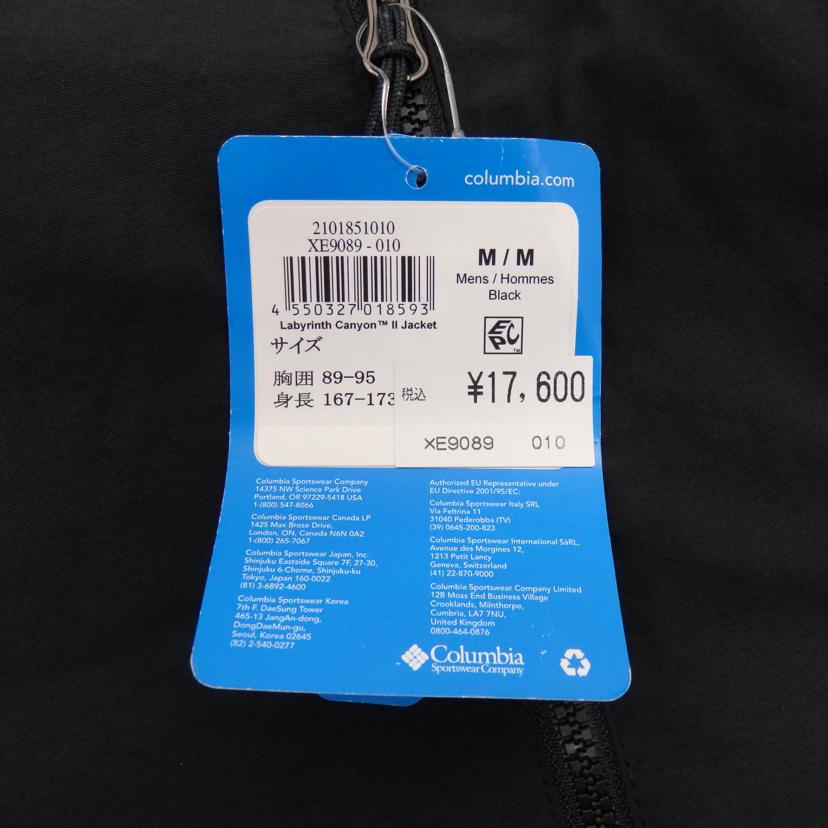 columbia.com
2101851010
XE9089 - 010
4 550327 018593
Labyrinth Canyon™ II Jacket
サイズ
胸囲 89-95
身長 167-173
M / M
Mens / Hommes
Black
EPC™
税込 ¥17,600
XE9089 010
Columbia Sportswear Company
14375 NW Science Park Drive
Portland, OR 97229-5418 USA
1-(800) 547-8066
Columbia Sportswear Canada LP
1425 Max Brose Drive,
London, ON, Canada N6N 0A2
1-(800) 265-7067
Columbia Sportswear Japan, Inc.
Shinjuku Eastside Square 7F, 27-30,
Shinjuku 6-Chome, Shinjuku-ku
Tokyo, Japan 160-0022
(81) 3-6892-4600
Columbia Sportswear Korea
7th F. DaeSung Tower
465-13 JangAn-dong,
DongDaeMun-gu,
Seoul, Korea 02645
(82) 2-540-0277
Authorized EU Representative under
EU Directive 2001/95/EC:
Columbia Sportswear Italy SRL
Via Feltrina 11
31040 Pederobba (TV)
(39) 0645-200-823
Columbia Sportswear International SàRL,
Avenue des Morgines 12,
1213 Petit Lancy
Geneva, Switzerland
(41) 22-870-9000
Columbia Sportswear Company Limited
12B Moss End Business Village
Crooklands, Milnthorpe,
Cumbria, LA7 7NU,
United Kingdom
0800-464-0876
Columbia
Sportswear Company